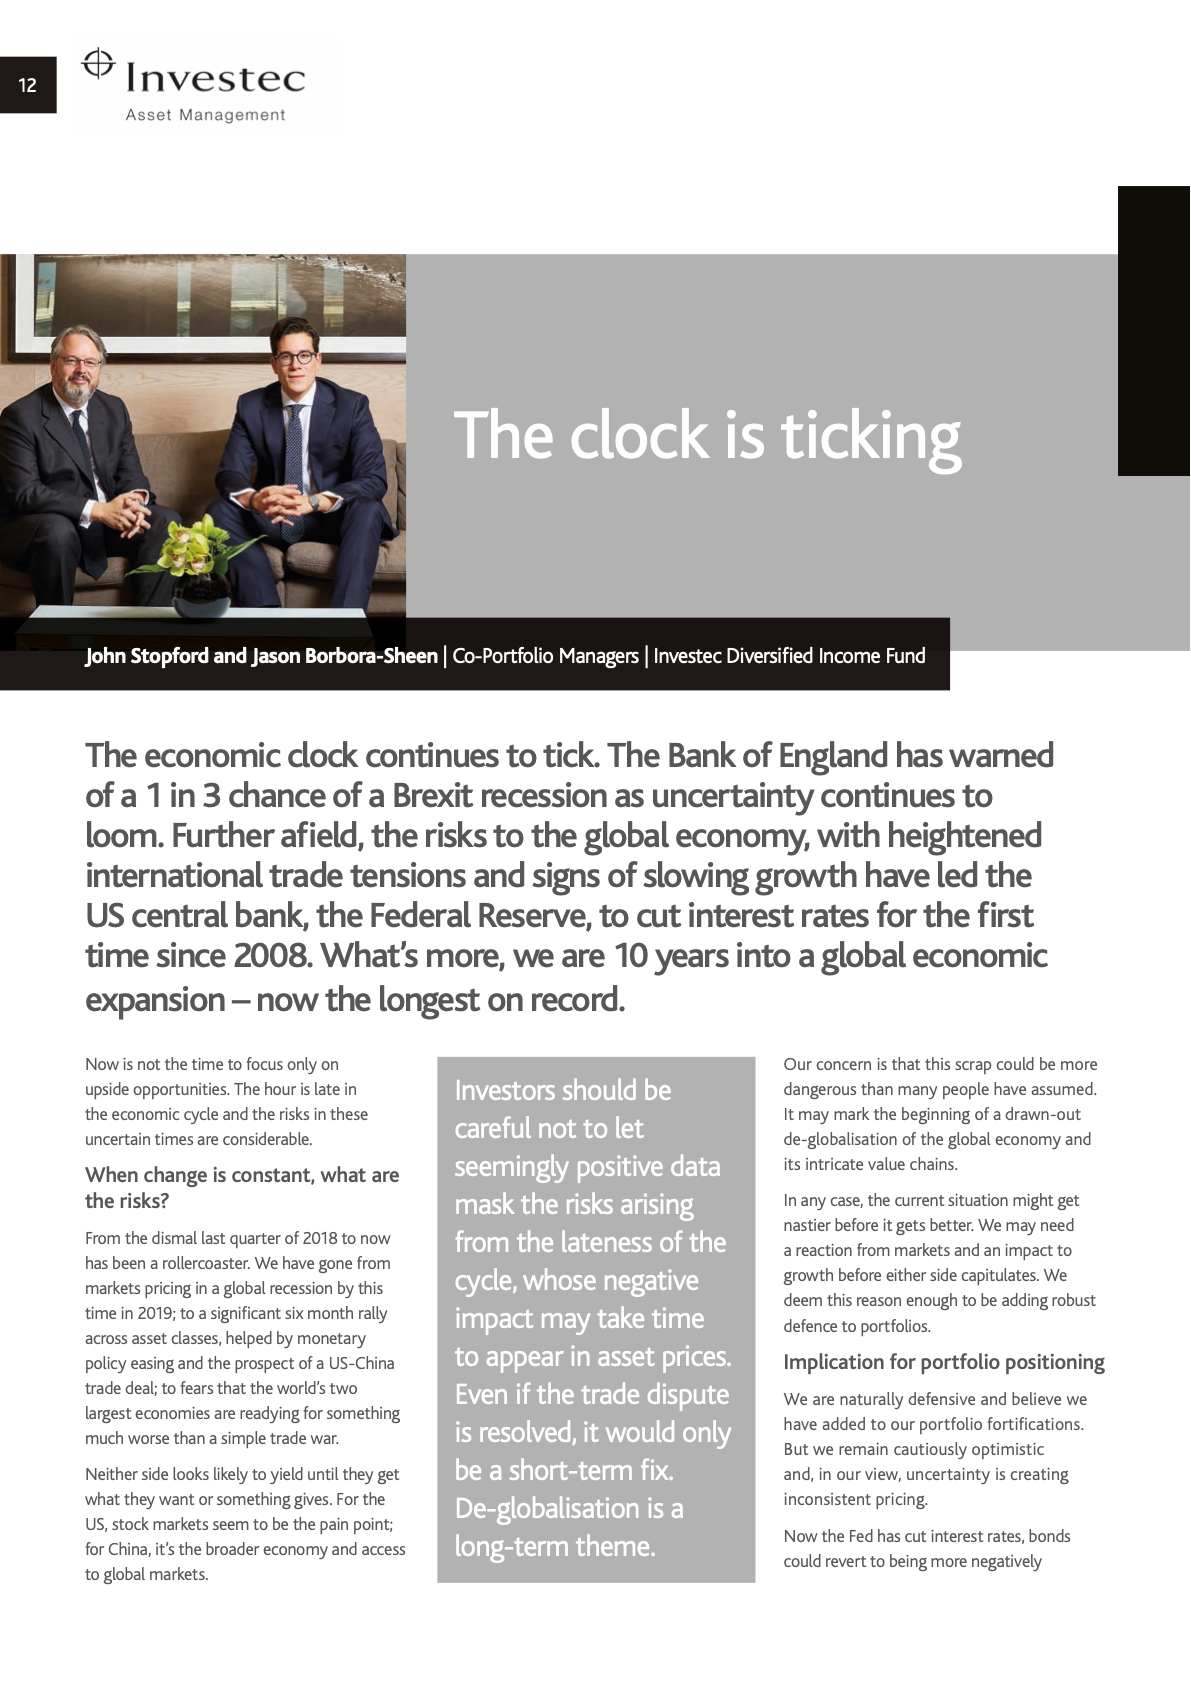 12
Investec
Asset Management
The clock is ticking
John Stopford and Jason Borbora-Sheen | Co-Portfolio Managers | Investec Diversified Income Fund
The economic clock continues to tick. The Bank of England has warned
of a 1 in 3 chance of a Brexit recession as uncertainty continues to
loom. Further afield, the risks to the global economy, with heightened
international trade tensions and signs of slowing growth have led the
US central bank, the Federal Reserve, to cut interest rates for the first
time since 2008. What's more, we are 10 years into a global economic
expansion – now the longest on record.
Now is not the time to focus only on
upside opportunities. The hour is late in
the economic cycle and the risks in these
uncertain times are considerable.
When change is constant, what are
the risks?
From the dismal last quarter of 2018 to now
has been a rollercoaster. We have gone from
markets pricing in a global recession by this
time in 2019; to a significant six month rally
across asset classes, helped by monetary
policy easing and the prospect of a US-China
trade deal; to fears that the world's two
largest economies are readying for something
much worse than a simple trade war.
Neither side looks likely to yield until they get
what they want or something gives. For the
US, stock markets seem to be the pain point;
for China, it's the broader economy and access
to global markets.
Investors should be
careful not to let
seemingly positive data
mask the risks arising
from the lateness of the
cycle, whose negative
impact may take time
to appear in asset prices.
Even if the trade dispute
is resolved, it would only
be a short-term fix.
De-globalisation is a
long-term theme.
Our concern is that this scrap could be more
dangerous than many people have assumed.
It may mark the beginning of a drawn-out
de-globalisation of the global economy and
its intricate value chains.
In any case, the current situation might get
nastier before it gets better. We may need
a reaction from markets and an impact to
growth before either side capitulates. We
deem this reason enough to be adding robust
defence to portfolios.
Implication for portfolio positioning
We are naturally defensive and believe we
have added to our portfolio fortifications.
But we remain cautiously optimistic
and, in our view, uncertainty is creating
inconsistent pricing.
Now the Fed has cut interest rates, bonds
could revert to being more negatively